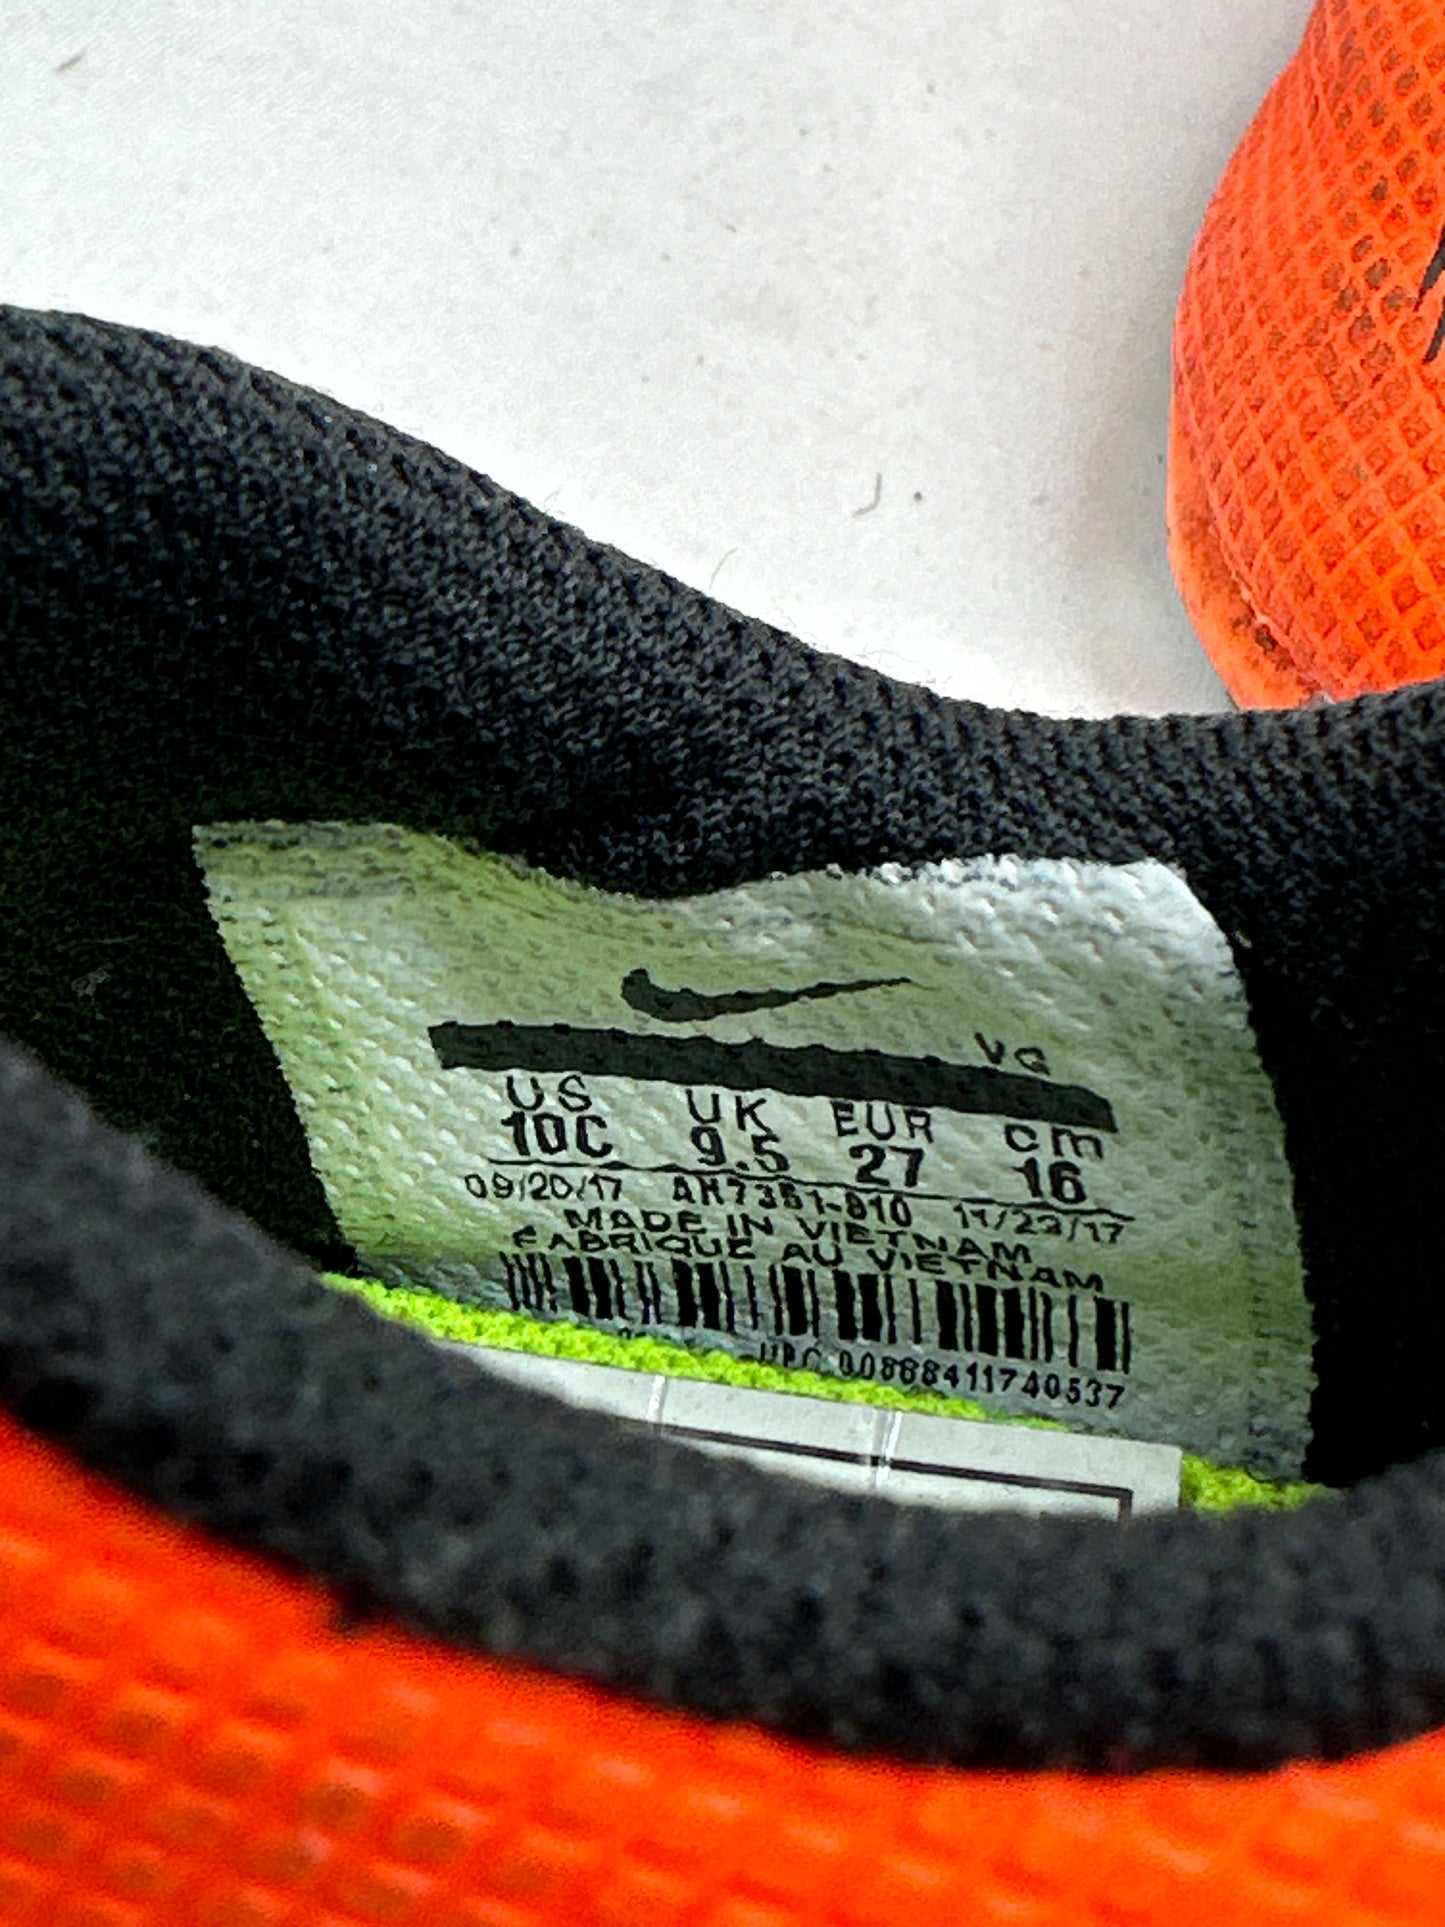 VG
US UK EUR cm
10C 9.5 27 16
09/20/17 AH7351-810 11/23/17
MADE IN VIETNAM
FABRIQUE AU VIETNAM
UPC 00888411740537